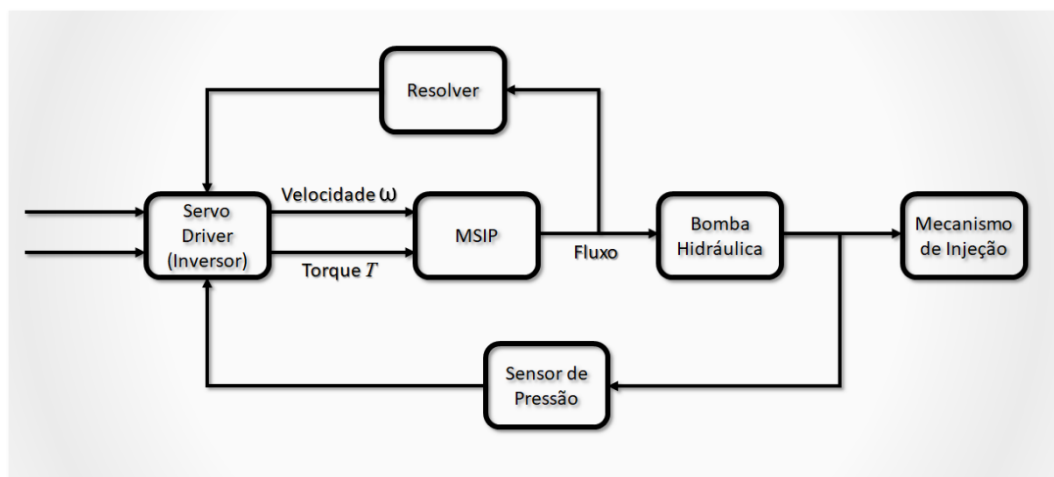 Resolver
Velocidade ω
Servo
Driver
(Inversor)
Torque T
MSIP
Fluxo
Bomba
Hidráulica
Mecanismo
de Injeção
Sensor de
Pressão